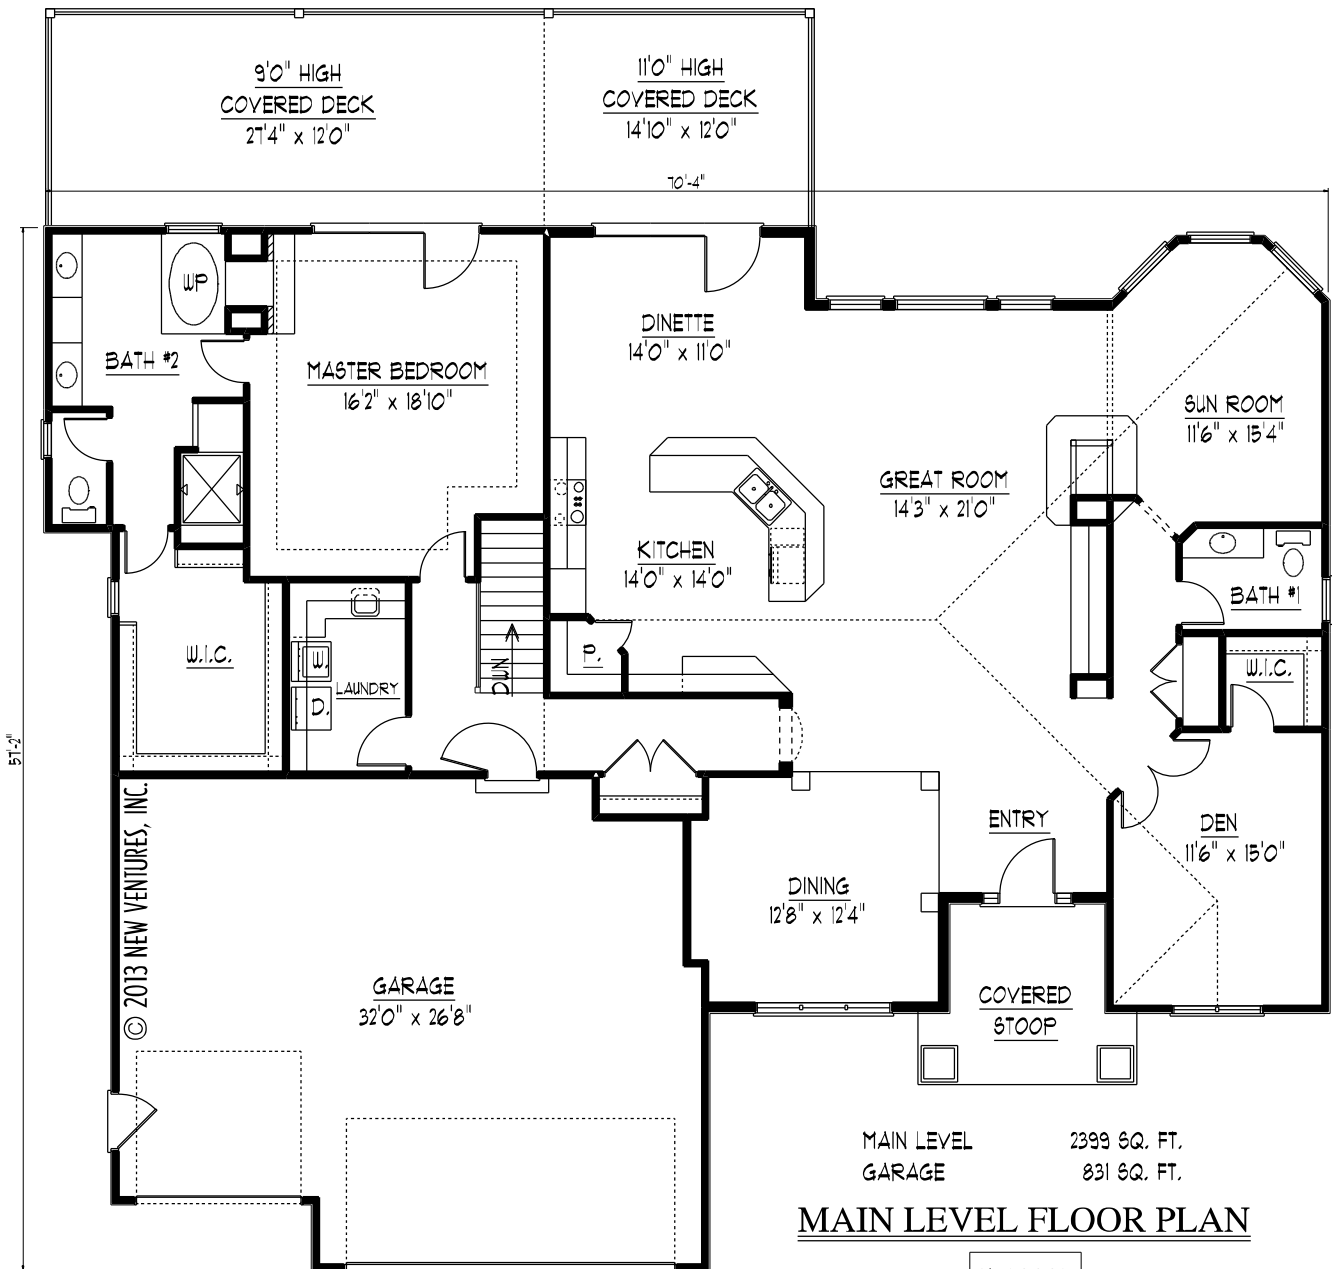 9'0" HIGH
COVERED DECK
27'4" x 12'0"
11'0" HIGH
COVERED DECK
14'10" x 12'0"
70'-4"
WP
BATH #2
MASTER BEDROOM
16'2" x 18'10"
DINETTE
14'0" x 11'0"
SUN ROOM
11'6" x 15'4"
GREAT ROOM
14'3" x 21'0"
KITCHEN
14'0" x 14'0"
BATH #1
W.I.C.
W.
D.
LAUNDRY
DWN
P.
W.I.C.
57'-2"
© 2013 NEW VENTURES, INC.
ENTRY
DEN
11'6" x 15'0"
DINING
12'8" x 12'4"
GARAGE
32'0" x 26'8"
COVERED
STOOP
MAIN LEVEL 2399 SQ. FT.
GARAGE 831 SQ. FT.
MAIN LEVEL FLOOR PLAN